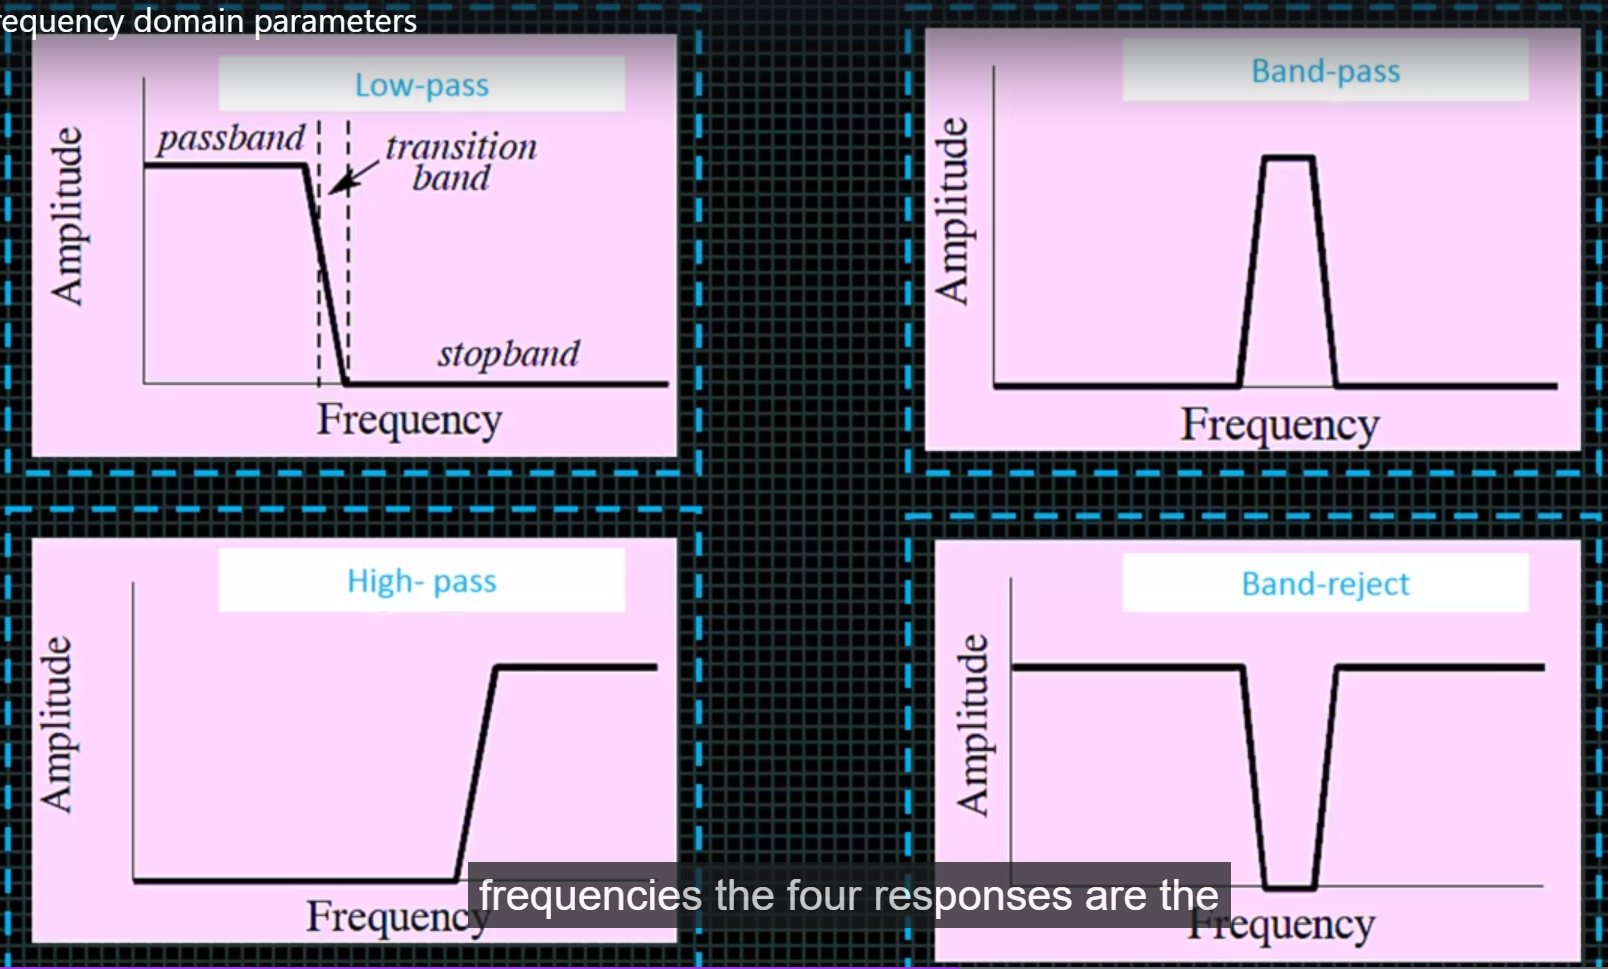 requency domain parameters
Low-pass
passband
transition
band
stopband
Amplitude
Frequency
Band-pass
Amplitude
Frequency
High- pass
Amplitude
Frequency
Band-reject
Amplitude
Frequency
frequencies the four responses are the